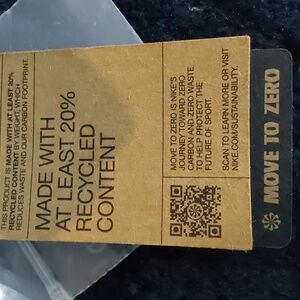 THIS PRODUCT IS MADE WITH AT LEAST 20%
RECYCLED CONTENT BY WEIGHT, WHICH
REDUCES WASTE AND OUR CARBON FOOTPRINT.
MADE WITH
AT LEAST 20%
RECYCLED
CONTENT
MOVE TO ZERO IS NIKE'S
JOURNEY TOWARD ZERO
CARBON AND ZERO WASTE
TO HELP PROTECT THE
FUTURE OF SPORT.
SCAN TO LEARN MORE OR VISIT
NIKE.COM/SUSTAINABILITY.
MOVE TO ZERO